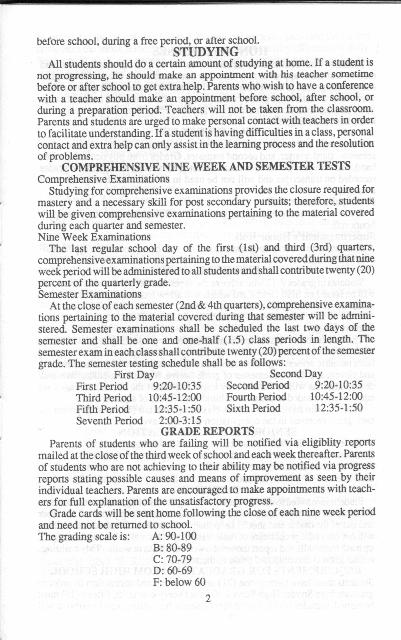 before school, during a free period, or after school.
STUDYING
All students should do a certain amount of studying at home. If a student is
not progressing, he should make an appointment with his teacher sometime
before or after school to get extra help. Parents who wish to have a conference
with a teacher should make an appointment before school, after school, or
during a preparation period. Teachers will not be taken from the classroom.
Parents and students are urged to make personal contact with teachers in order
to facilitate understanding. If a student is having difficulties in a class, personal
contact and extra help can only assist in the learning process and the resolution
of problems.
COMPREHENSIVE NINE WEEK AND SEMESTER TESTS
Comprehensive Examinations
Studying for comprehensive examinations provides the closure required for
mastery and a necessary skill for post secondary pursuits; therefore, students
will be given comprehensive examinations pertaining to the material covered
during each quarter and semester.
Nine Week Examinations
The last regular school day of the first (1st) and third (3rd) quarters,
comprehensive examinations pertaining to the material covered during that nine
week period will be administered to all students and shall contribute twenty (20)
percent of the quarterly grade.
Semester Examinations
At the close of each semester (2nd & 4th quarters), comprehensive examina-
tions pertaining to the material covered during that semester will be admini-
stered. Semester examinations shall be scheduled the last two days of the
semester and shall be one and one-half (1.5) class periods in length. The
semester exam in each class shall contribute twenty (20) percent of the semester
grade. The semester testing schedule shall be as follows:
First Day Second Day
First Period 9:20-10:35 Second Period 9:20-10:35
Third Period 10:45-12:00 Fourth Period 10:45-12:00
Fifth Period 12:35-1:50 Sixth Period 12:35-1:50
Seventh Period 2:00-3:15
GRADE REPORTS
Parents of students who are failing will be notified via eligiblity reports
mailed at the close of the third week of school and each week thereafter. Parents
of students who are not achieving to their ability may be notified via progress
reports stating possible causes and means of improvement as seen by their
individual teachers. Parents are encouraged to make appointments with teach-
ers for full explanation of the unsatisfactory progress.
Grade cards will be sent home following the close of each nine week period
and need not be returned to school.
The grading scale is: A: 90-100
B: 80-89
C: 70-79
D: 60-69
F: below 60
2